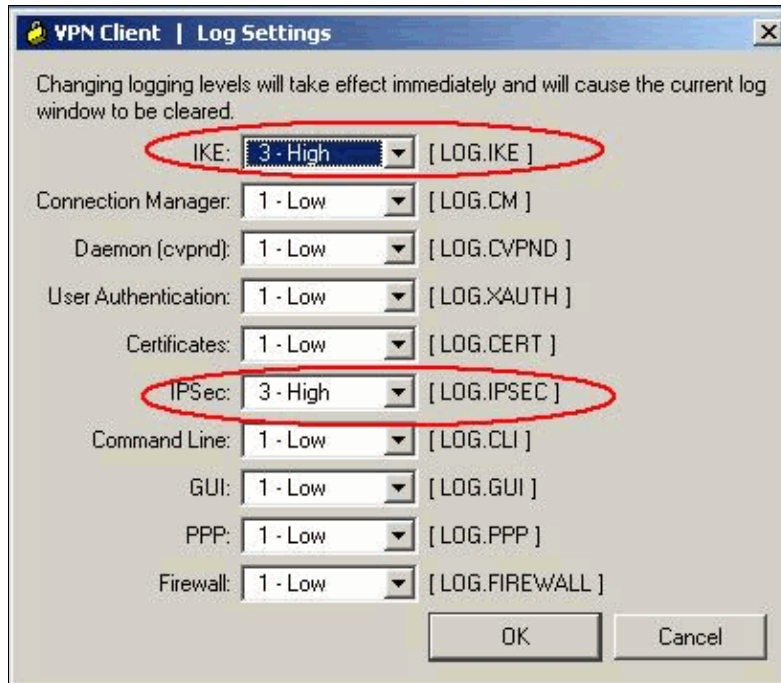 VPN Client | Log Settings
Changing logging levels will take effect immediately and will cause the current log
window to be cleared.
IKE: 3 - High [ LOG.IKE ]
Connection Manager: 1 - Low [ LOG.CM ]
Daemon (cvpnd): 1 - Low [ LOG.CVPND ]
User Authentication: 1 - Low [ LOG.XAUTH ]
Certificates: 1 - Low [ LOG.CERT ]
IPSec: 3 - High [ LOG.IPSEC ]
Command Line: 1 - Low [ LOG.CLI ]
GUI: 1 - Low [ LOG.GUI ]
PPP: 1 - Low [ LOG.PPP ]
Firewall: 1 - Low [ LOG.FIREWALL ]
OK Cancel